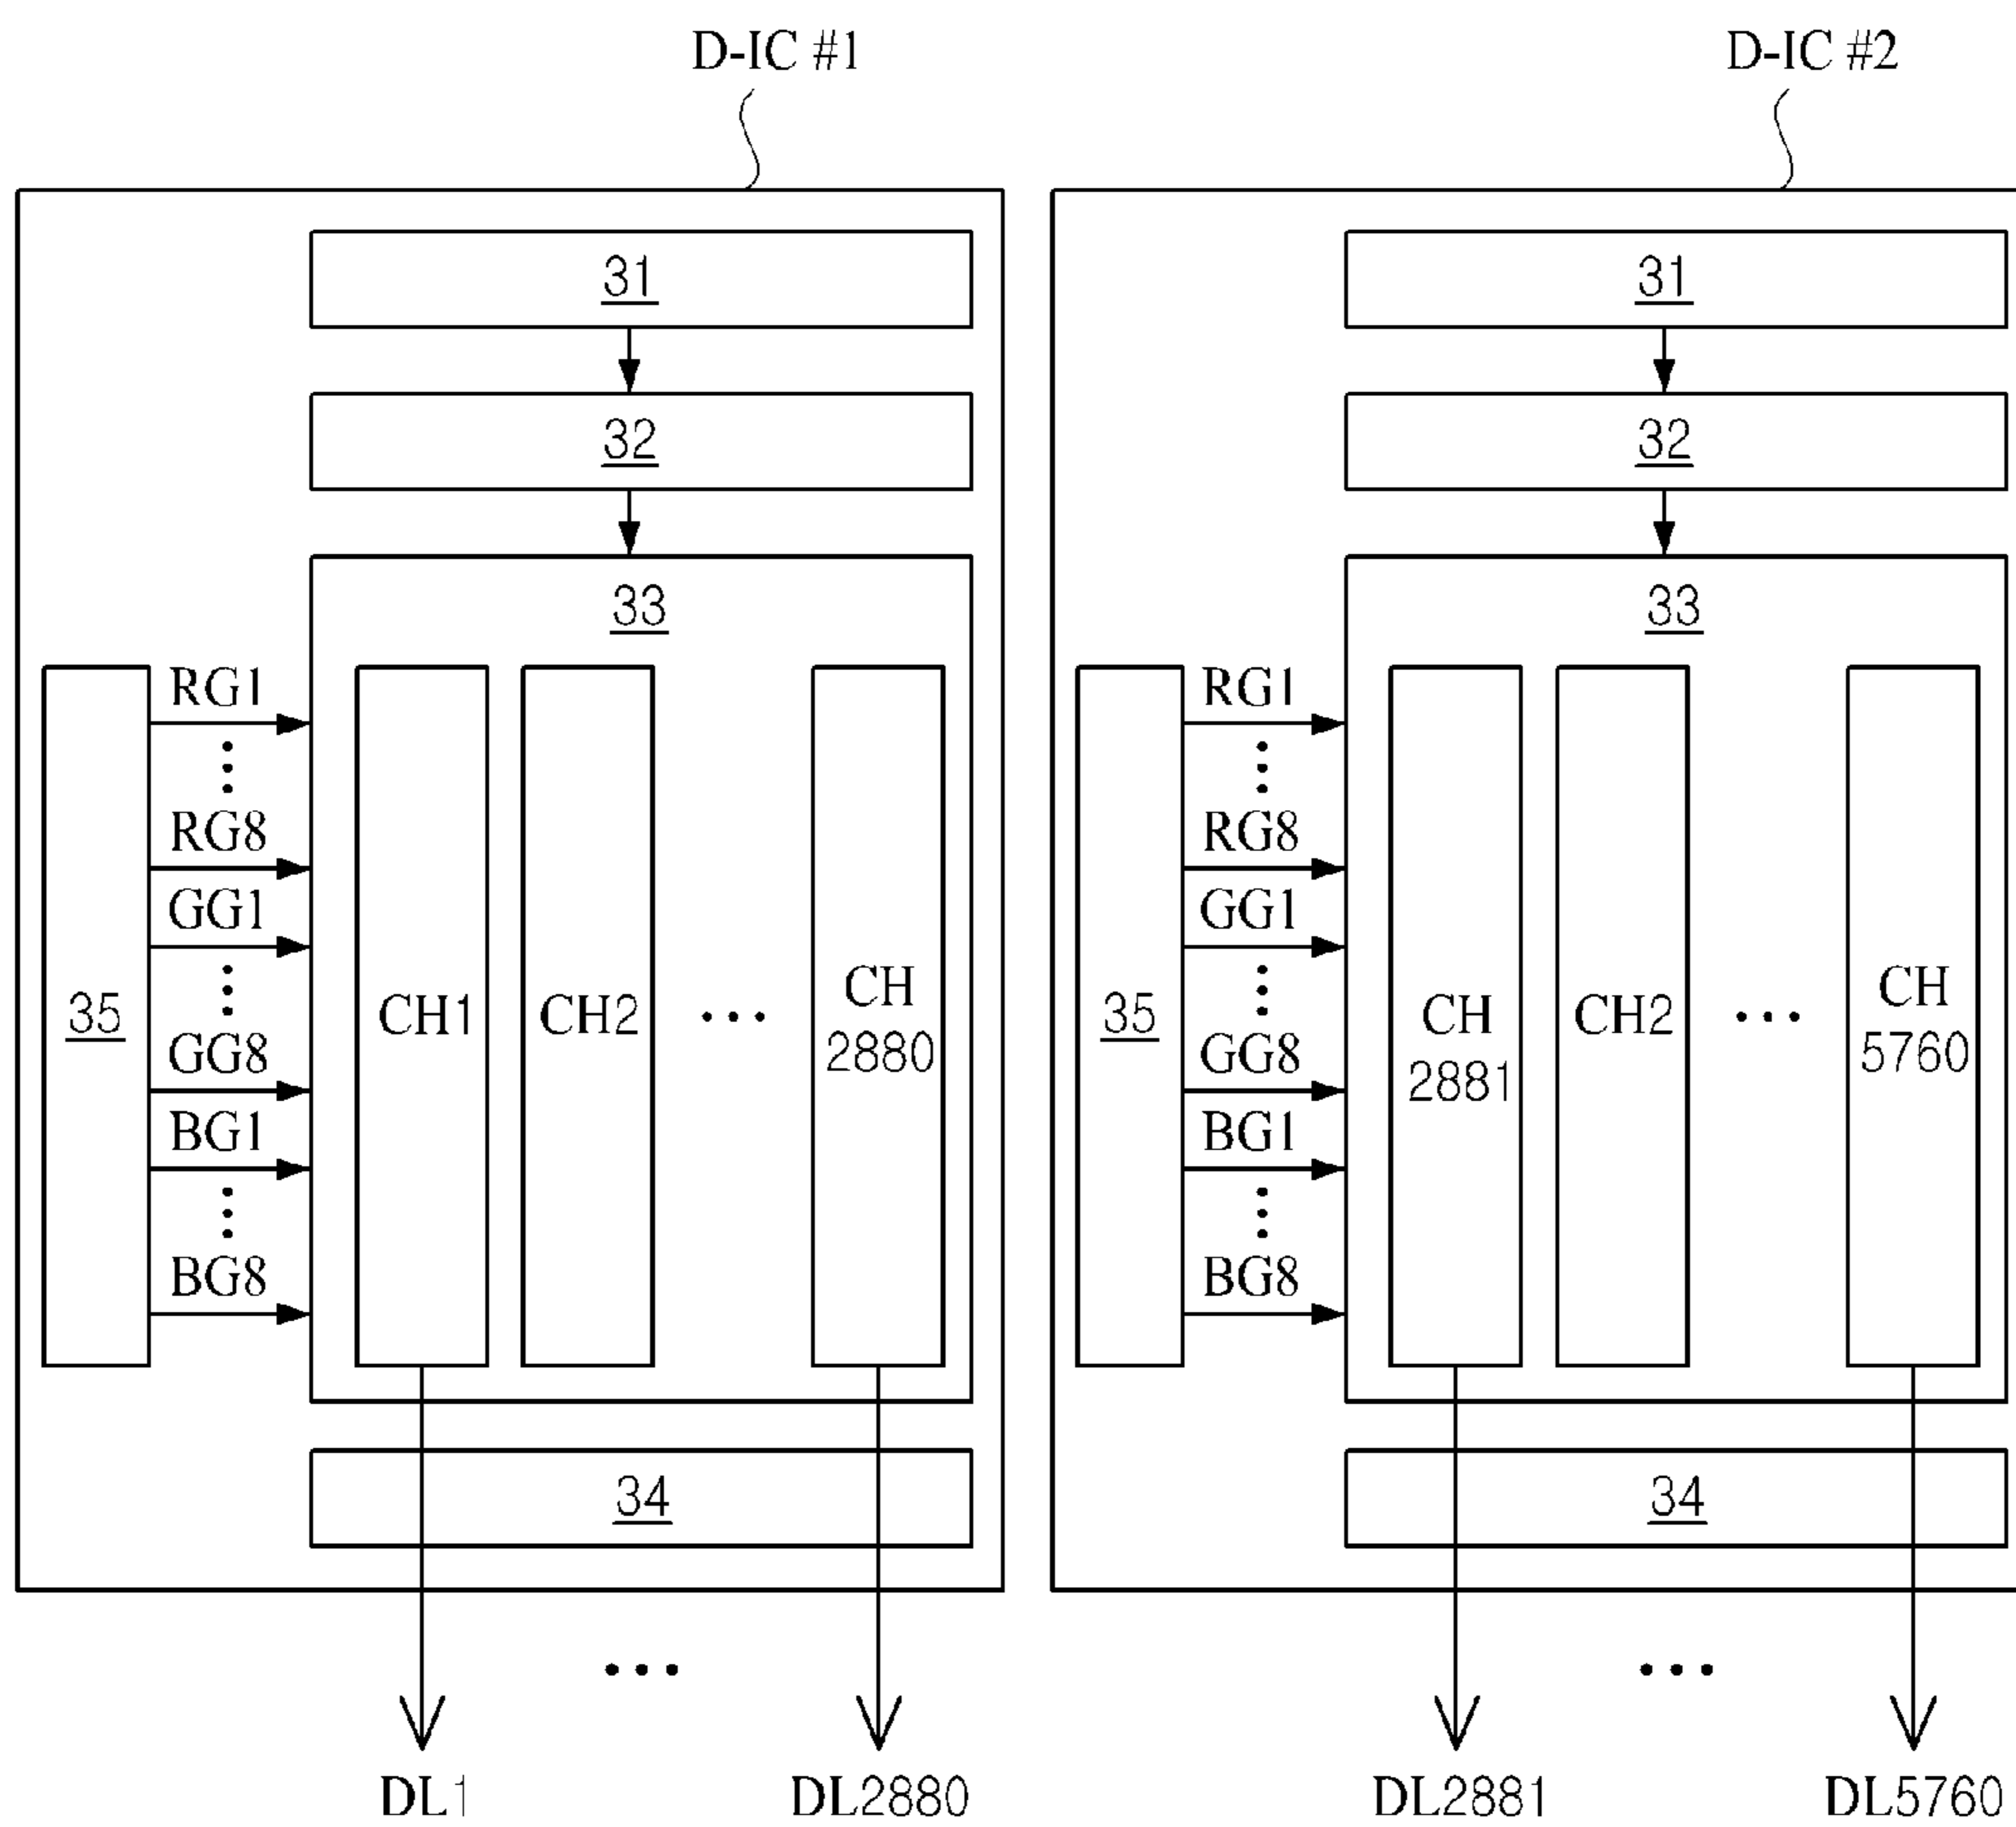 D-IC #1
31
32
33
35
RG1
RG8
GG1
GG8
BG1
BG8
CH1
CH2
CH
2880
34
DL1
DL2880
D-IC #2
31
32
33
35
RG1
RG8
GG1
GG8
BG1
BG8
CH
2881
CH2
CH
5760
34
DL2881
DL5760